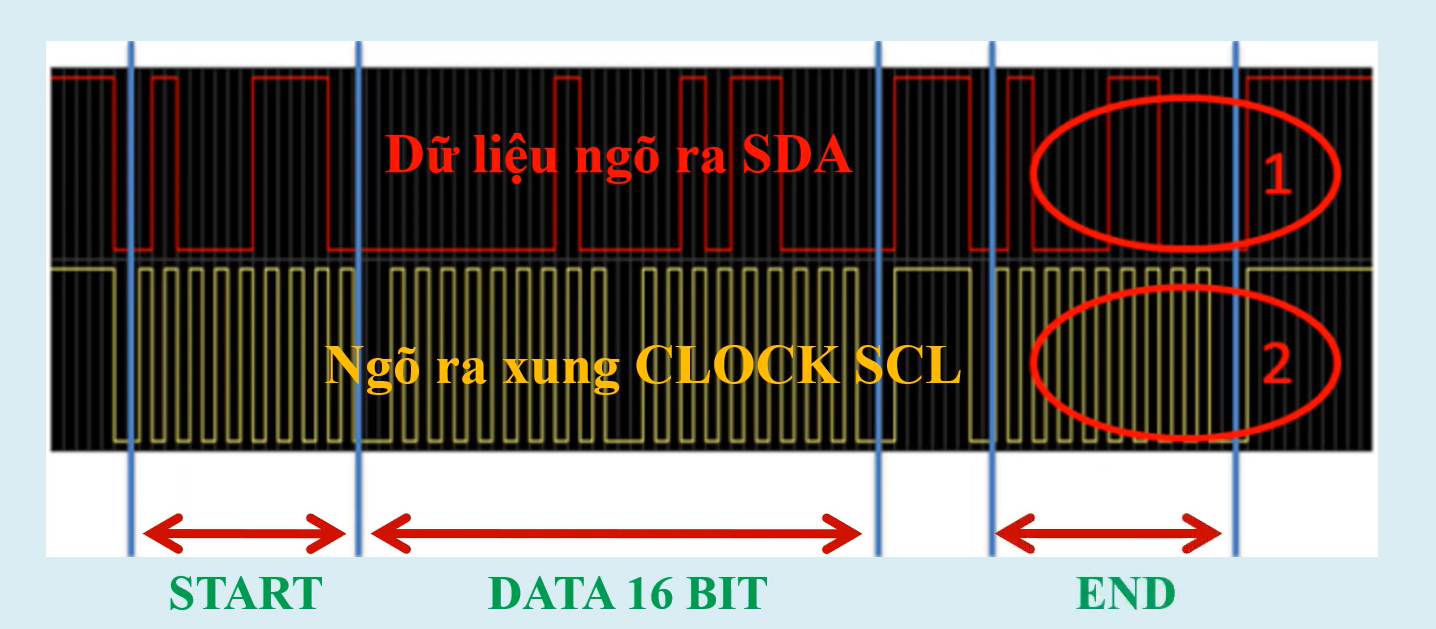 Dữ liệu ngõ ra SDA
1
Ngõ ra xung CLOCK SCL
2
START
DATA 16 BIT
END